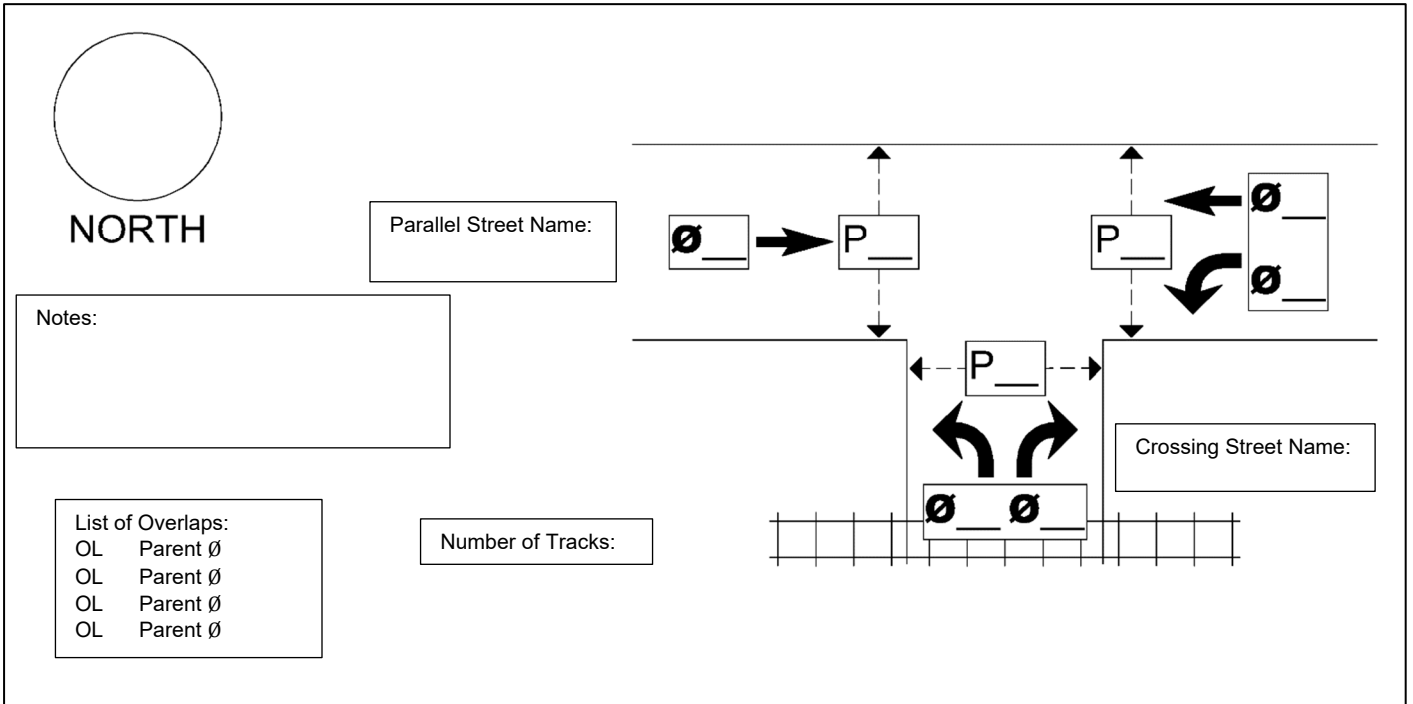 NORTH
Parallel Street Name:
Ø__
P__
P__
Ø__
Ø__
Notes:
P__
Crossing Street Name:
Ø__ Ø__
List of Overlaps:
OL Parent Ø
OL Parent Ø
OL Parent Ø
OL Parent Ø
Number of Tracks: